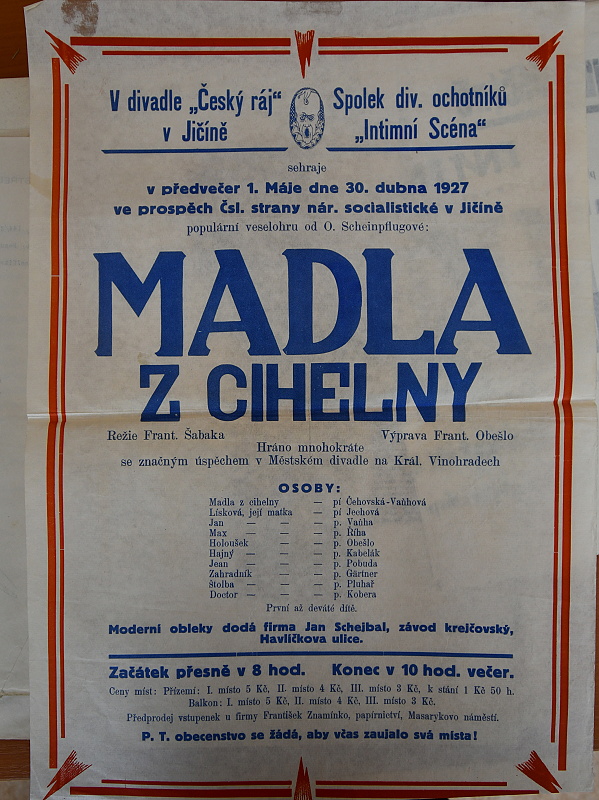 V divadle „Český ráj"
v Jičíně
Spolek div. ochotníků
„Intimní Scéna"
sehraje
v předvečer 1. Máje dne 30. dubna 1927
ve prospěch Čsl. strany nár. socialistické v Jičíně
populární veselohru od O. Scheinpflugové:
MADLA
Z CIHELNY
Režie Frant. Šabaka
Výprava Frant. Obešlo
Hráno mnohokráte
se značným úspěchem v Městském divadle na Král. Vinohradech
OSOBY:
Madla z cihelny — pí Čehovská-Vaňhová
Lísková, její matka — pí Jechová
Jan — — — p. Vaňha
Max — — — p. Říha
Holoušek — — p. Obešlo
Hajný — — — p. Kabelák
Jean — — — p. Pobuda
Zahradník — — p. Gärtner
Štolba — — — p. Pluhař
Doctor — — — p. Kobera
První až deváté dítě.
Moderní obleky dodá firma Jan Schejbal, závod krejčovský,
Havlíčkova ulice.
Začátek přesně v 8 hod. Konec v 10 hod. večer.
Ceny míst: Přízemí: I. místo 5 Kč, II. místo 4 Kč, III. místo 3 Kč, k stání 1 Kč 50 h.
Balkon: I. místo 5 Kč, II. místo 4 Kč, III. místo 3 Kč.
Předprodej vstupenek u firmy František Znamínko, papírnictví, Masarykovo náměstí.
P. T. obecenstvo se žádá, aby včas zaujalo svá místa!